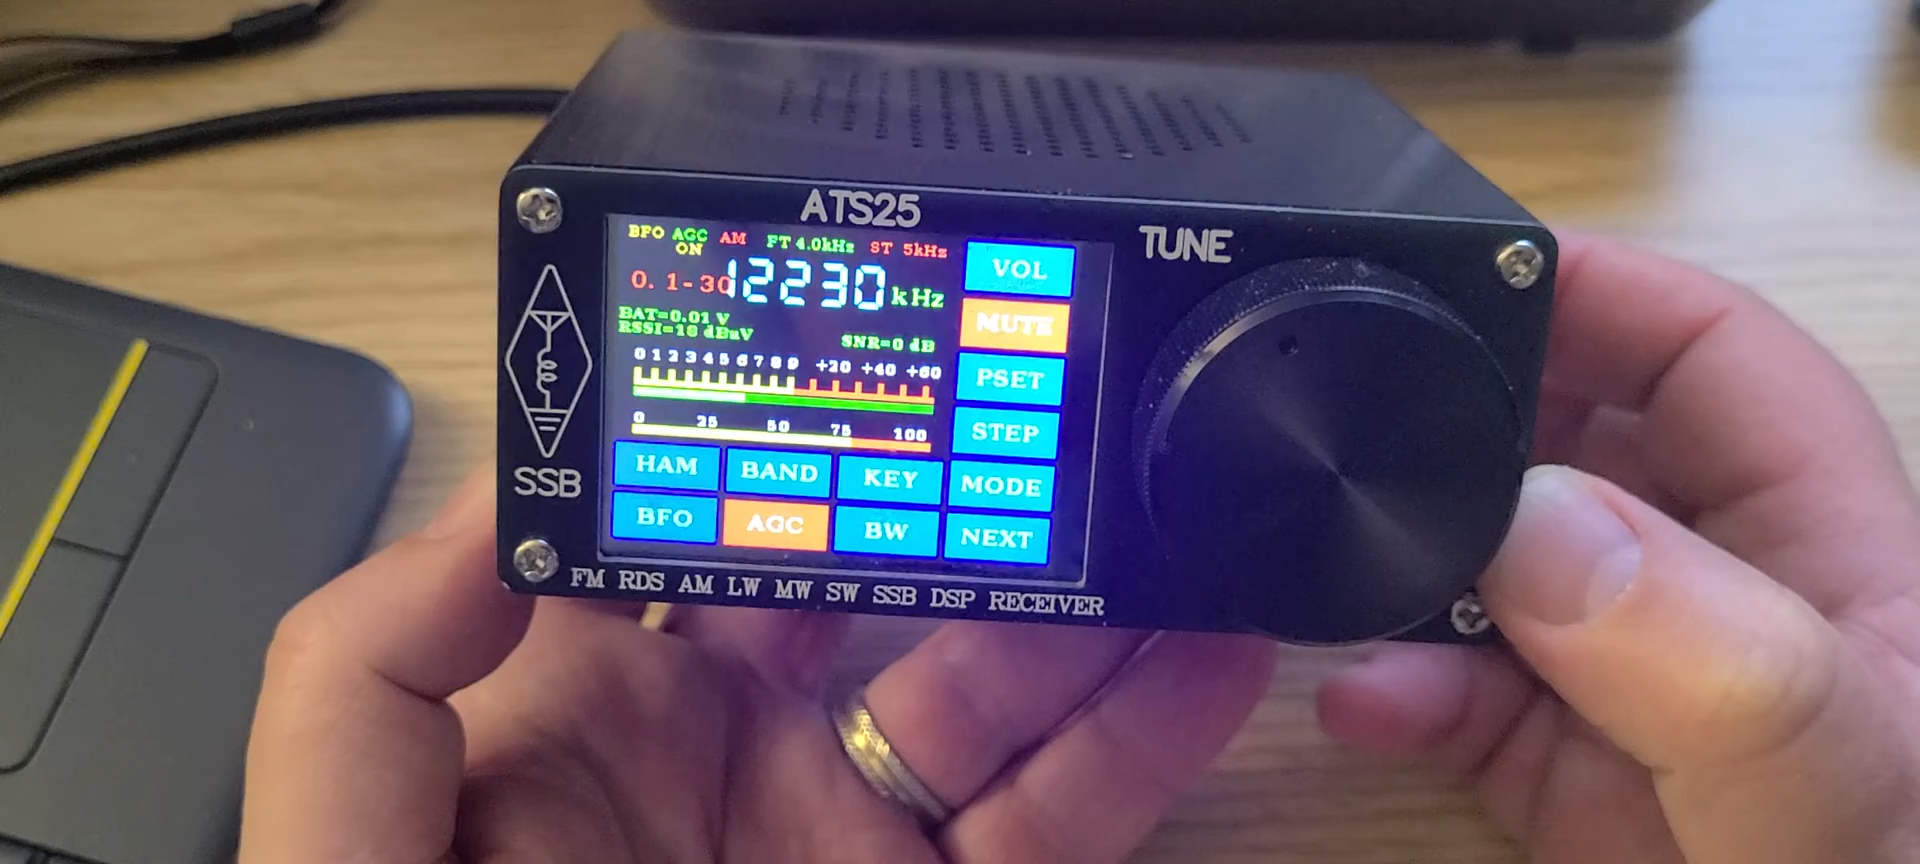 ATS25
TUNE
BFO AGC AM FT 4.0kHz ST 5kHz
ON
0.1-30 12230 kHz
BAT=0.01 V
RSSI=18 dBuV SNR=0 dB
0 1 2 3 4 5 6 7 8 9 +20 +40 +60
0 25 50 75 100
VOL
MUTE
PSET
STEP
HAM BAND KEY MODE
BFO AGC BW NEXT
SSB
FM RDS AM LW MW SW SSB DSP RECEIVER